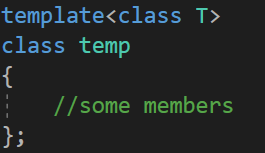 template<class T>
class temp
{
    //some members
};